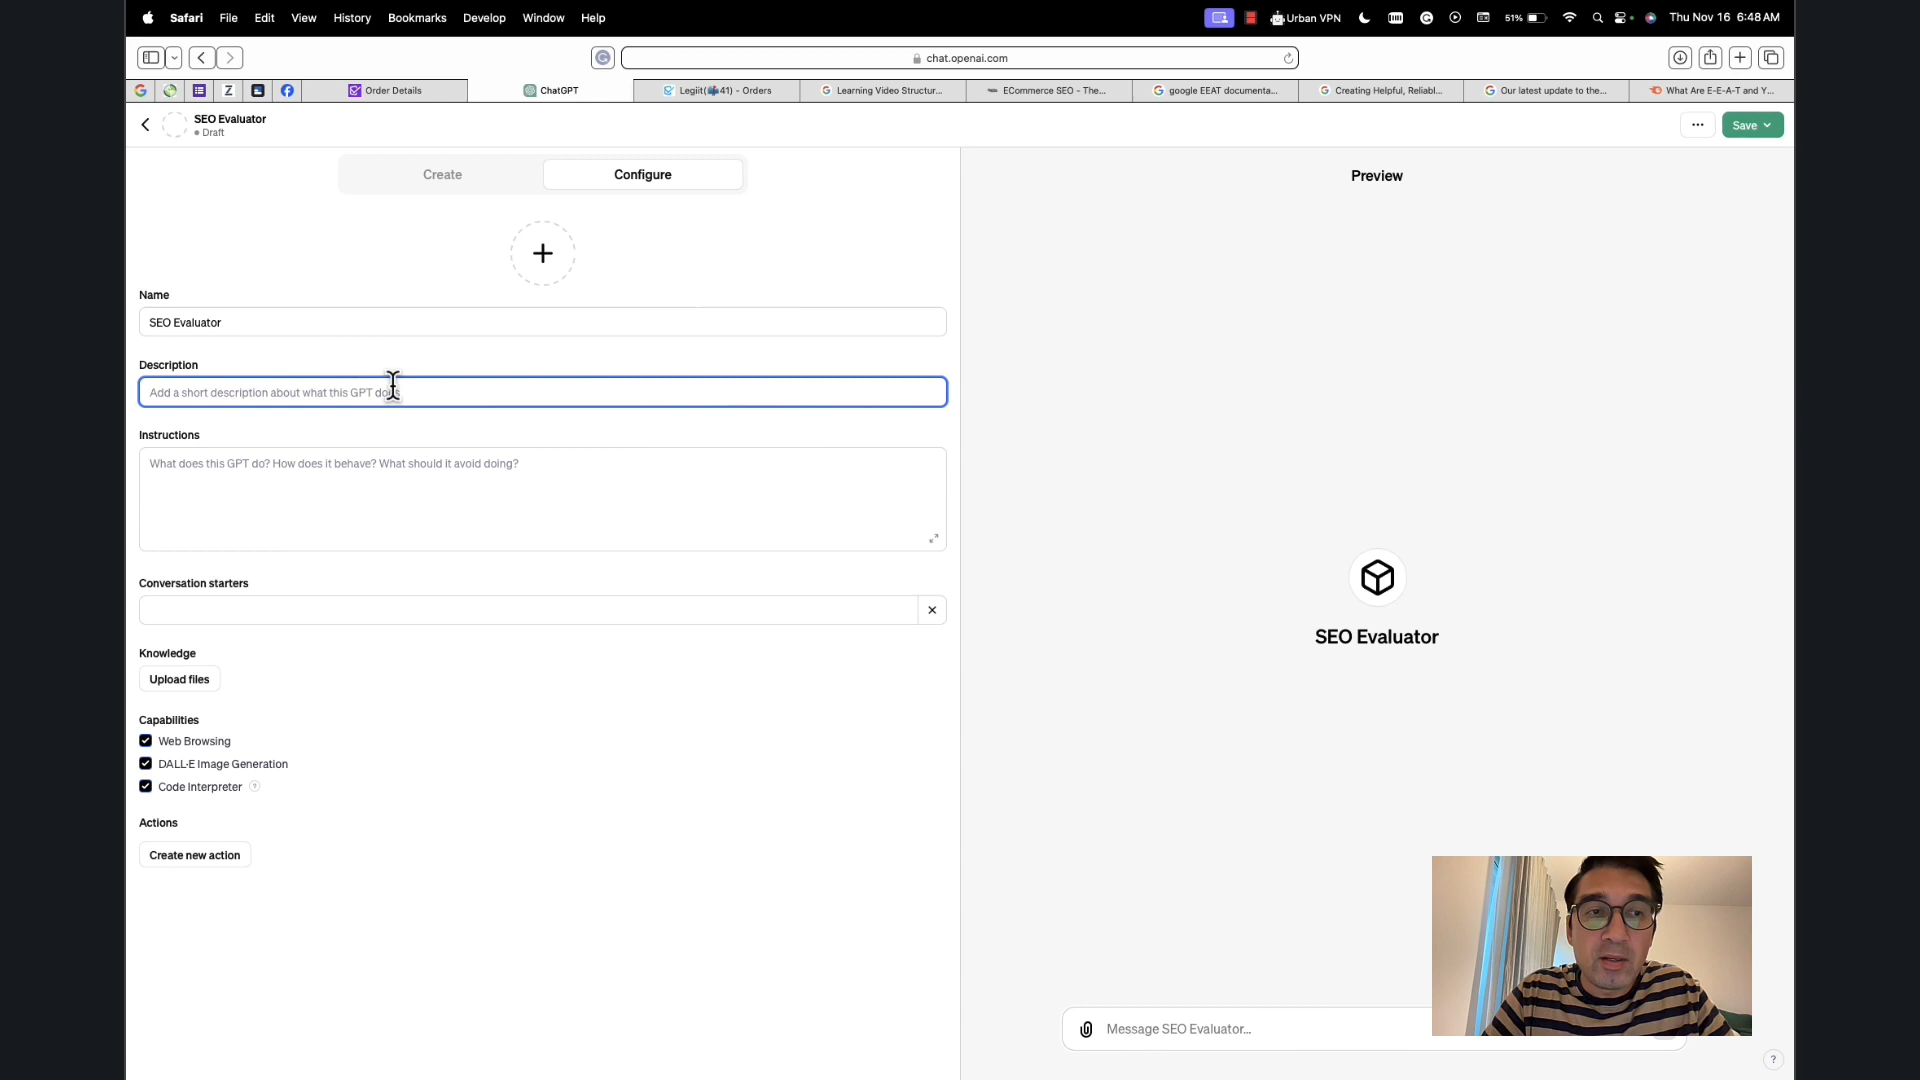 Safari File Edit View History Bookmarks Develop Window Help Urban VPN 51% Thu Nov 16 6:48 AM
chat.openai.com
Order Details ChatGPT Legiit(41) - Orders Learning Video Structur... ECommerce SEO - The... google EEAT documenta... Creating Helpful, Reliabl... Our latest update to the... What Are E-E-A-T and Y...
SEO Evaluator
Draft
... Save
Create Configure
Preview
Name
SEO Evaluator
Description
Add a short description about what this GPT does
Instructions
What does this GPT do? How does it behave? What should it avoid doing?
Conversation starters
SEO Evaluator
Knowledge
Upload files
Capabilities
Web Browsing
DALL·E Image Generation
Code Interpreter ?
Actions
Create new action
Message SEO Evaluator...
?